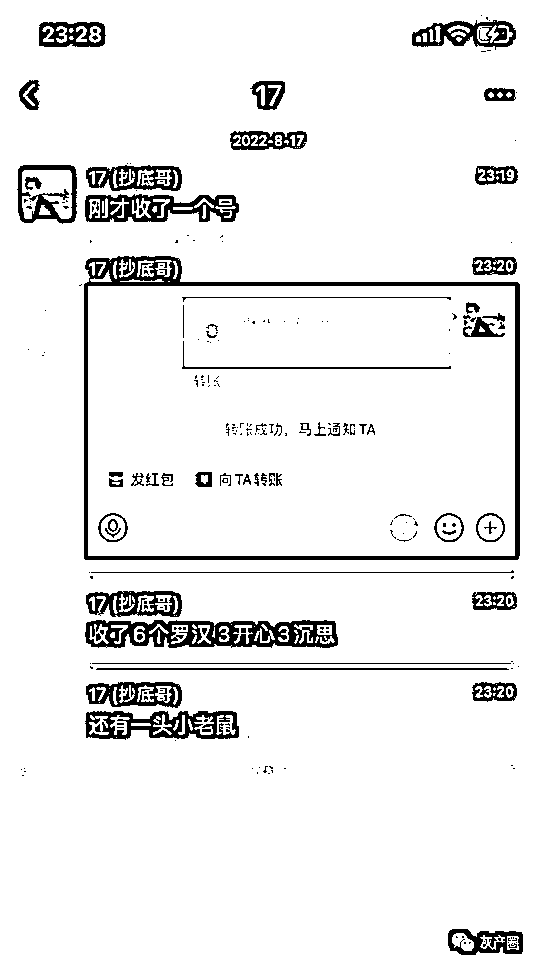 23:28
17
2022-8-17
17 (抄底哥)
23:19
刚才收了一个号
17 (抄底哥)
23:20
转账
转账成功，马上通知TA
发红包 向TA转账
17 (抄底哥)
23:20
收了6个罗汉3开心3沉思
17 (抄底哥)
23:20
还有一头小老鼠
灰产圈